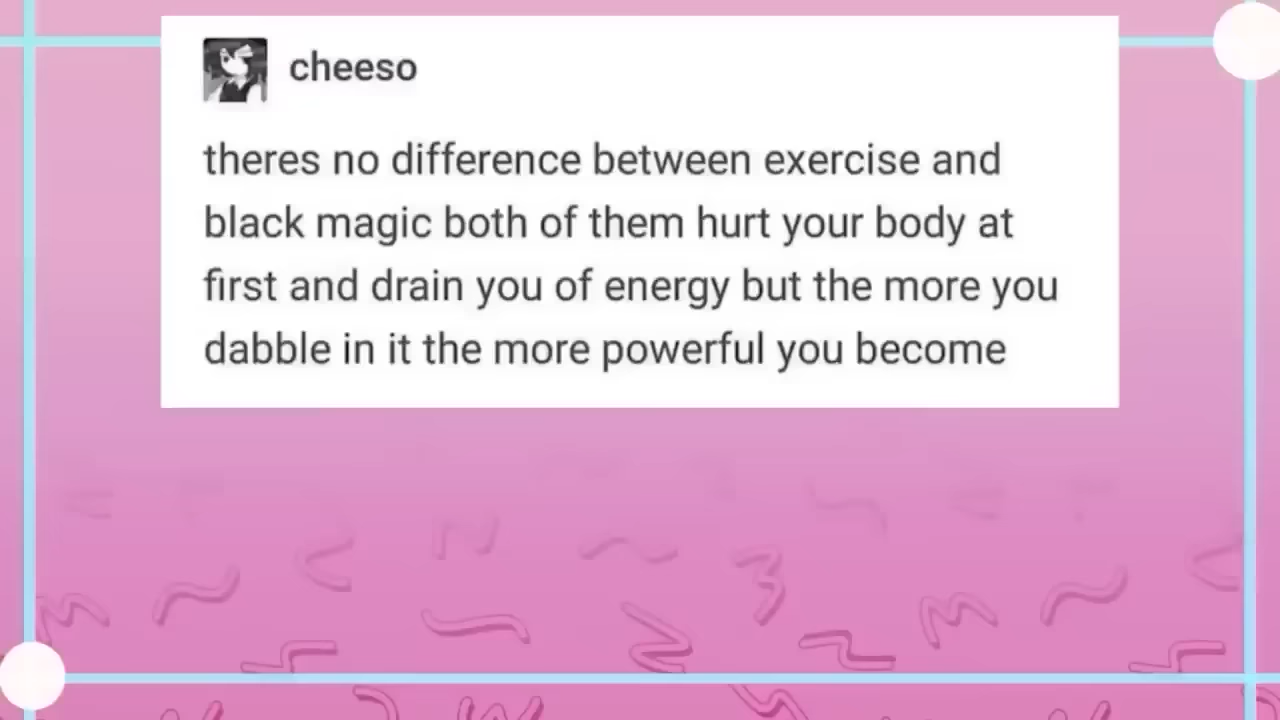 cheeso
theres no difference between exercise and
black magic both of them hurt your body at
first and drain you of energy but the more you
dabble in it the more powerful you become